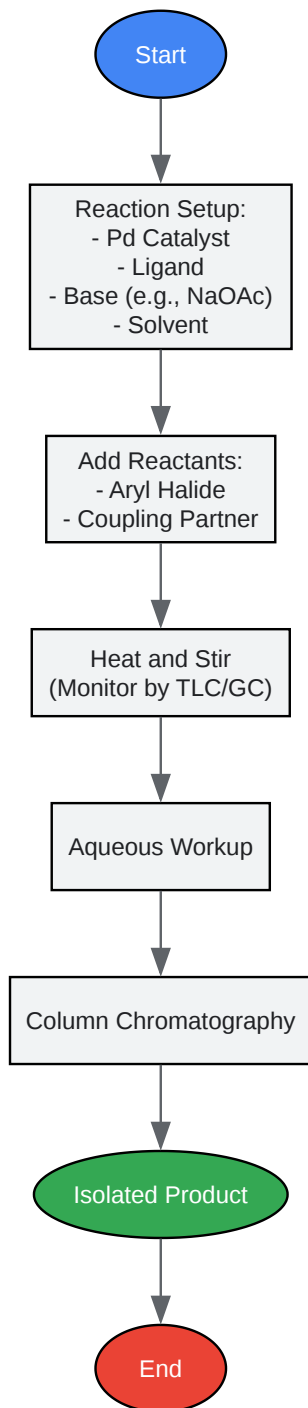 Start
Reaction Setup:
- Pd Catalyst
- Ligand
- Base (e.g., NaOAc)
- Solvent
Add Reactants:
- Aryl Halide
- Coupling Partner
Heat and Stir
(Monitor by TLC/GC)
Aqueous Workup
Column Chromatography
Isolated Product
End